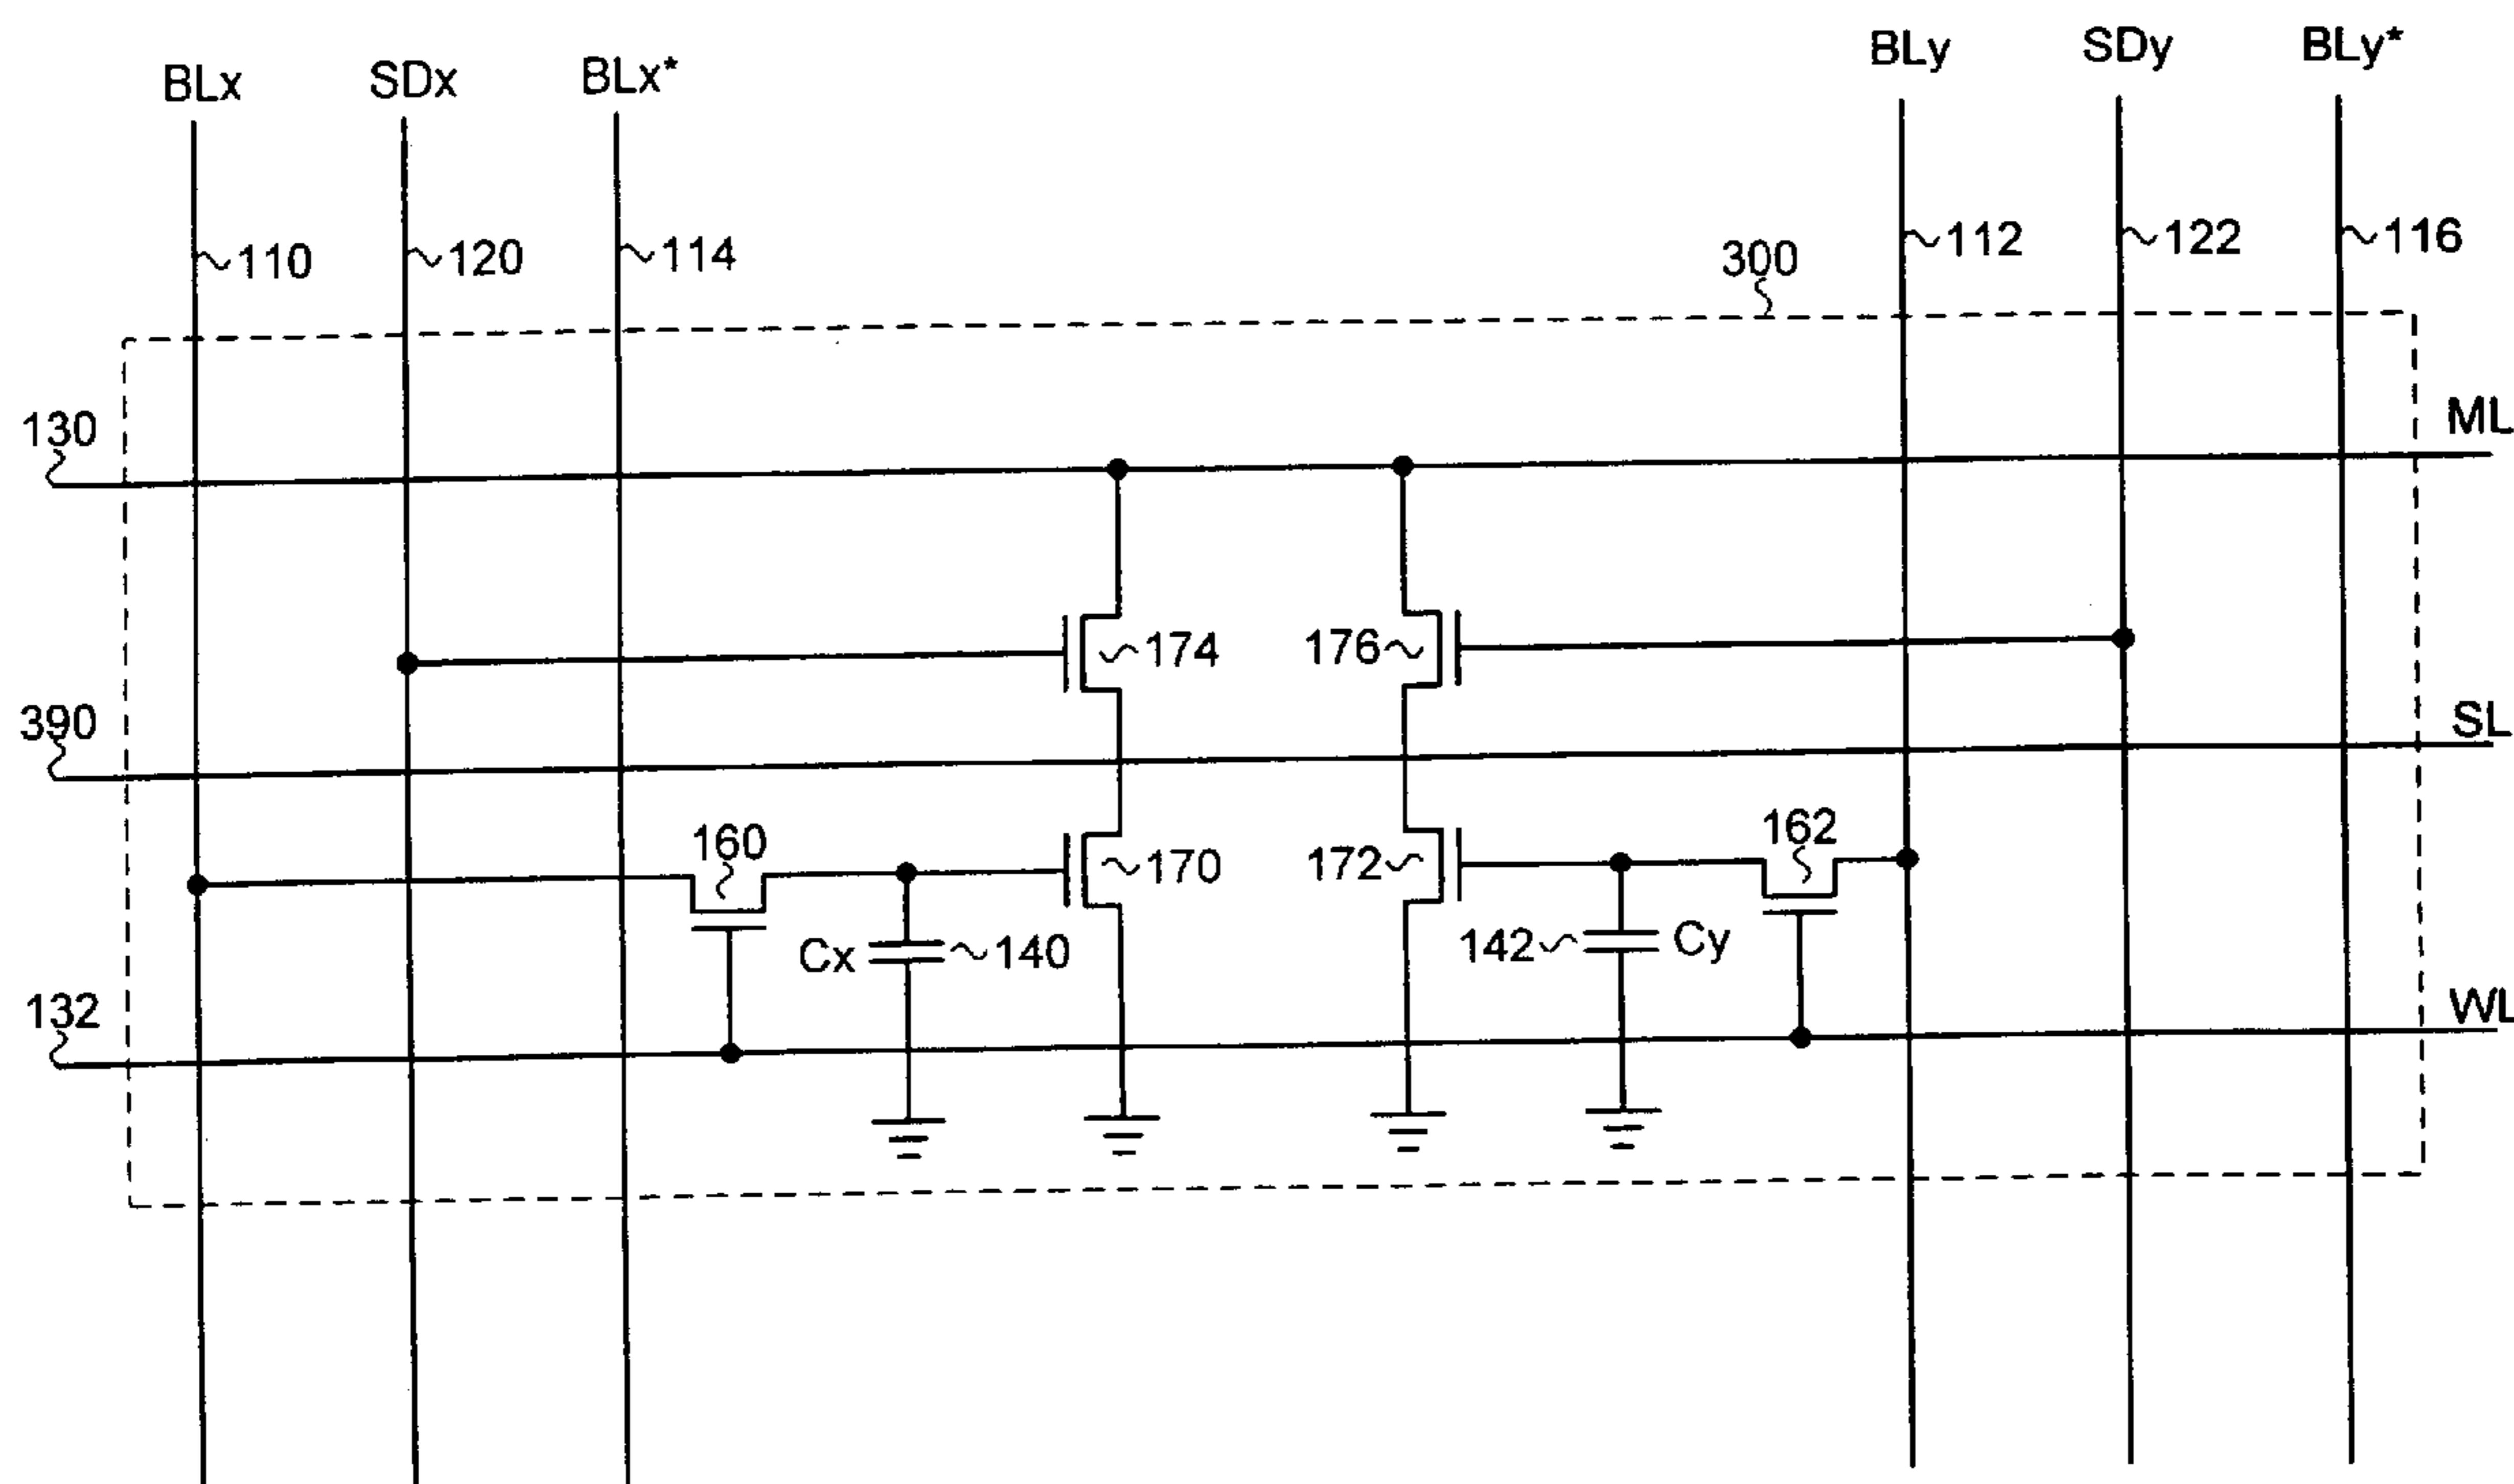 BLx SDx BLx* BLy SDy BLy*
110 120 114 300 112 122 116
130 ML
174 176
390 SL
160 170 172 162
Cx 140 142 Cy
132 WL